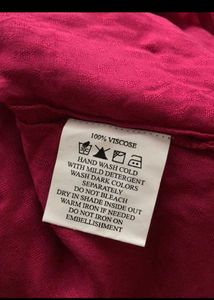 100% VISCOSE
HAND WASH COLD
WITH MILD DETERGENT
WASH DARK COLORS
SEPARATELY
DO NOT BLEACH
DRY IN SHADE INSIDE OUT
WARM IRON IF NEEDED
DO NOT IRON ON
EMBELLISHMENT